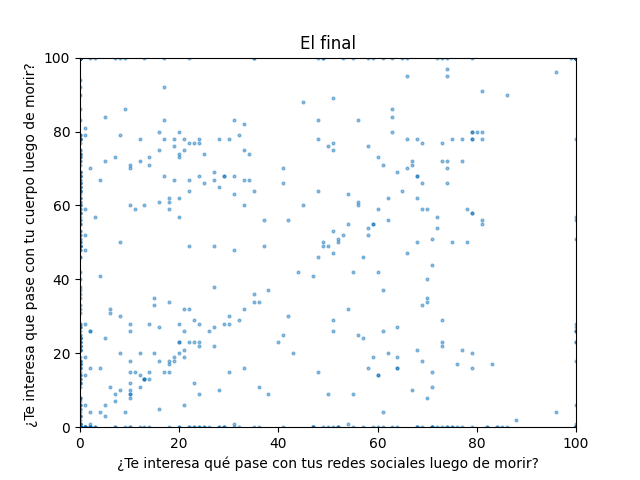 El final
¿Te interesa que pase con tu cuerpo luego de morir?
100
80
60
40
20
0
0 20 40 60 80 100
¿Te interesa qué pase con tus redes sociales luego de morir?